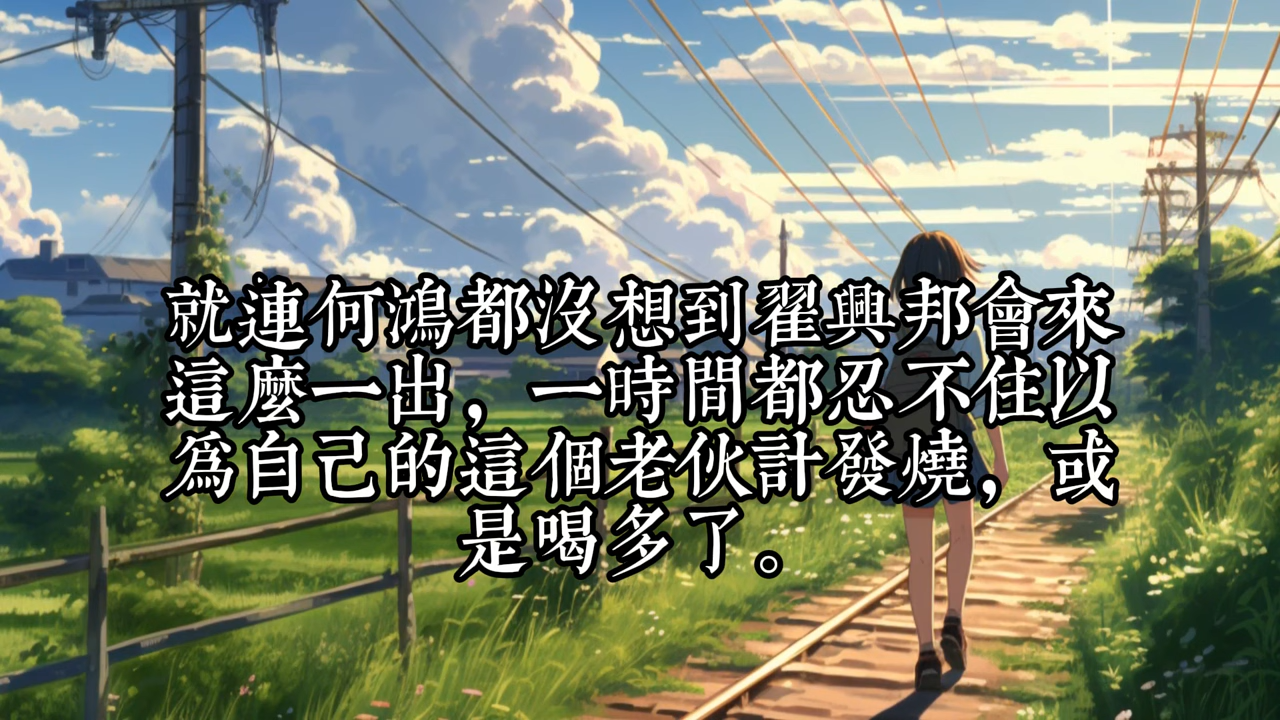 就連何鴻都沒想到翟興邦會來
這麼一出，一時間都忍不住以
爲自己的這個老伙計發燒，或
是喝多了。